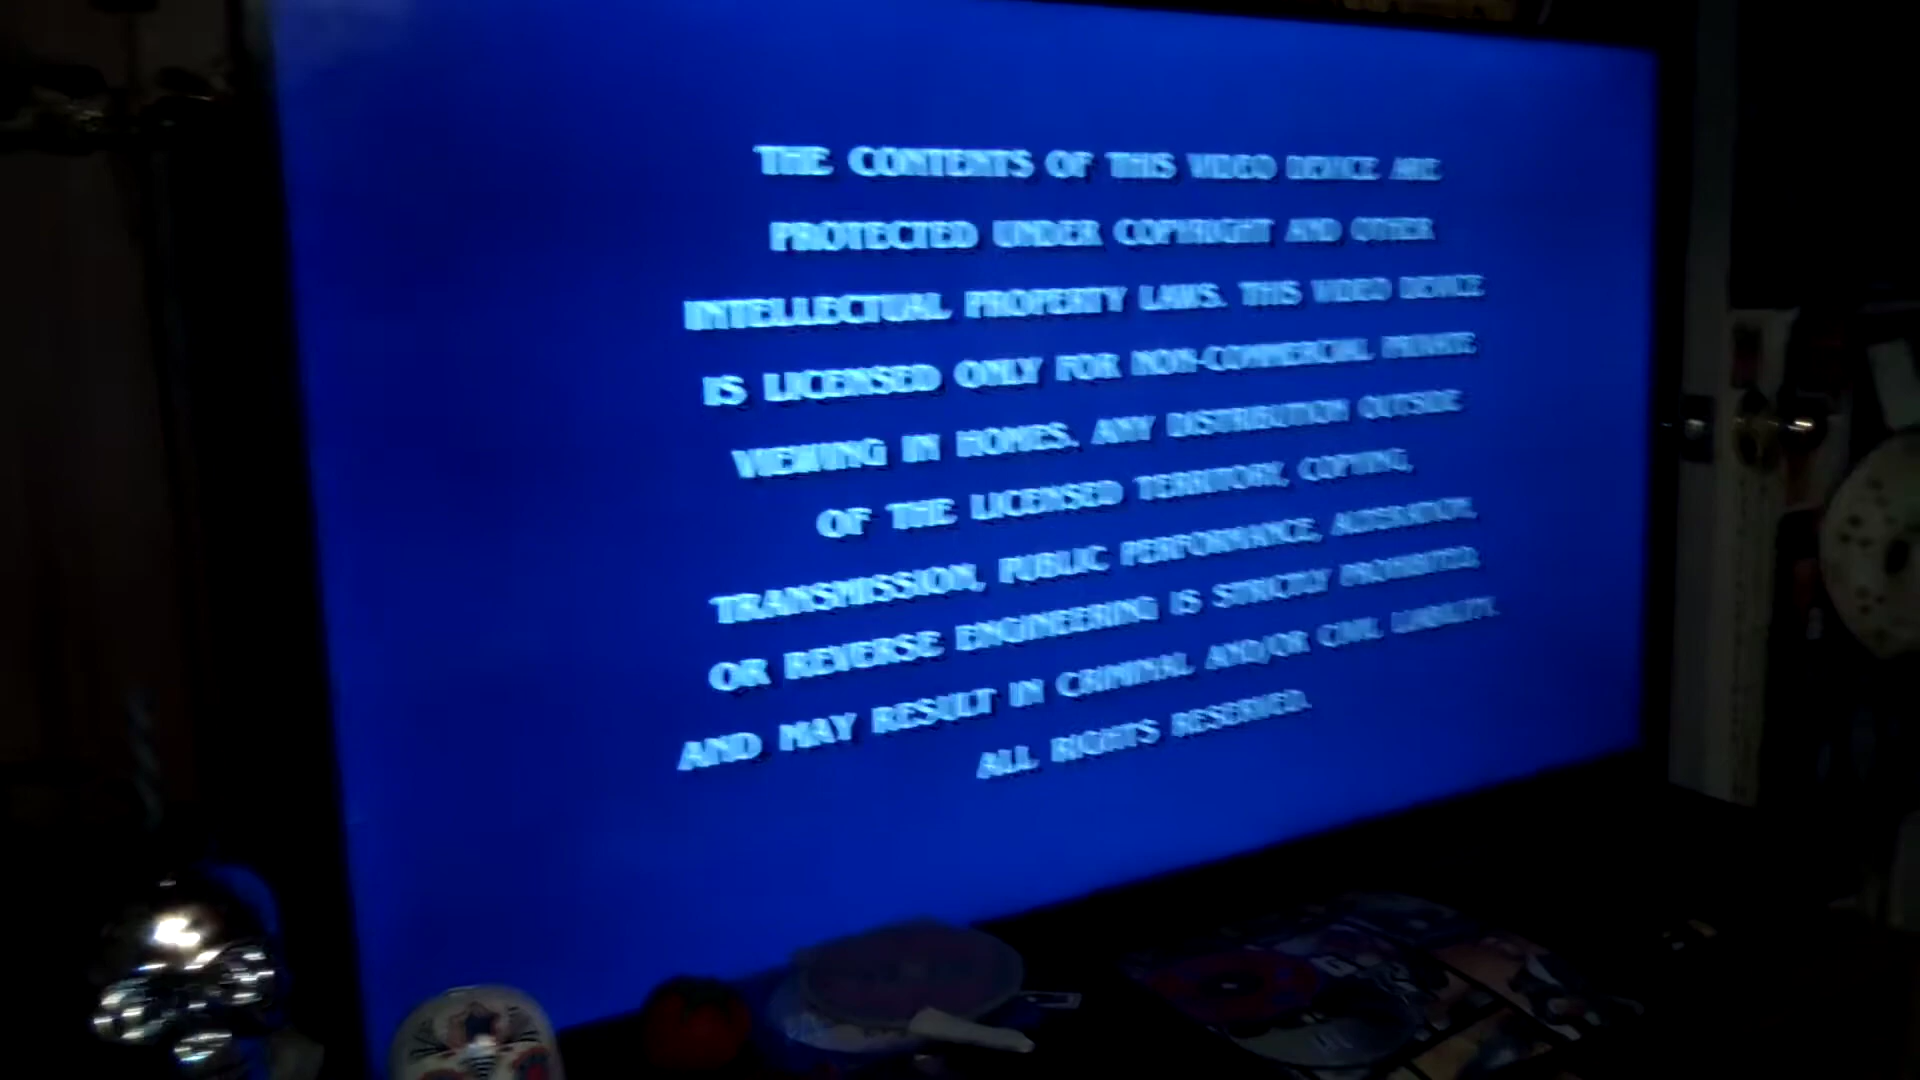 THE CONTENTS OF THIS VIDEO DEVICE ARE
PROTECTED UNDER COPYRIGHT AND OTHER
INTELLECTUAL PROPERTY LAWS. THIS VIDEO DEVICE
IS LICENSED ONLY FOR NON-COMMERCIAL PRIVATE
VIEWING IN HOMES. ANY DISTRIBUTION OUTSIDE
OF THE LICENSED TERRITORY, COPYING,
TRANSMISSION, PUBLIC PERFORMANCE, ALTERATION,
OR REVERSE ENGINEERING IS STRICTLY PROHIBITED,
AND MAY RESULT IN CRIMINAL AND/OR CIVIL LIABILITY.
ALL RIGHTS RESERVED.